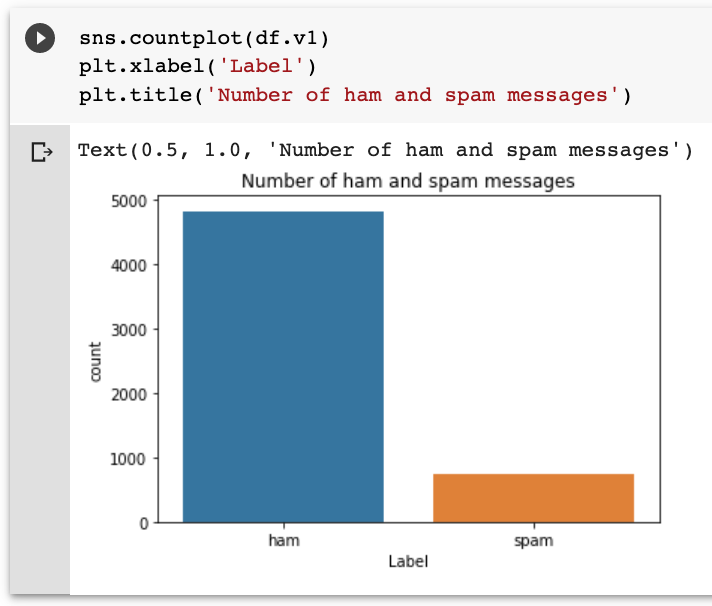 sns.countplot(df.v1)
plt.xlabel('Label')
plt.title('Number of ham and spam messages')
Text(0.5, 1.0, 'Number of ham and spam messages')
Number of ham and spam messages
5000
4000
3000
2000
1000
0
count
ham spam
Label